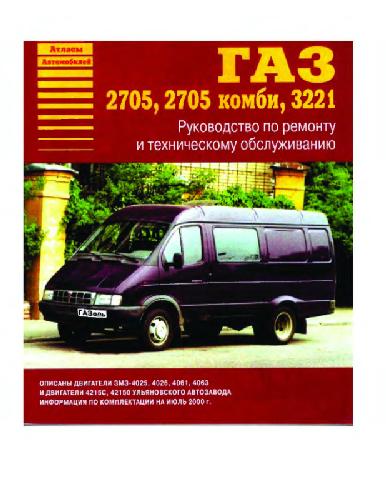 Атласы
Автомобилей
ГАЗ
2705, 2705 комби, 3221
Руководство по ремонту
и техническому обслуживанию
ГАЗель
ОПИСАНЫ ДВИГАТЕЛИ ЗМЗ-4025, 4026, 4061, 4063
И ДВИГАТЕЛИ 4215С, 42150 УЛЬЯНОВСКОГО АВТОЗАВОДА
ИНФОРМАЦИЯ ПО КОМПЛЕКТАЦИИ НА ИЮЛЬ 2000 г.